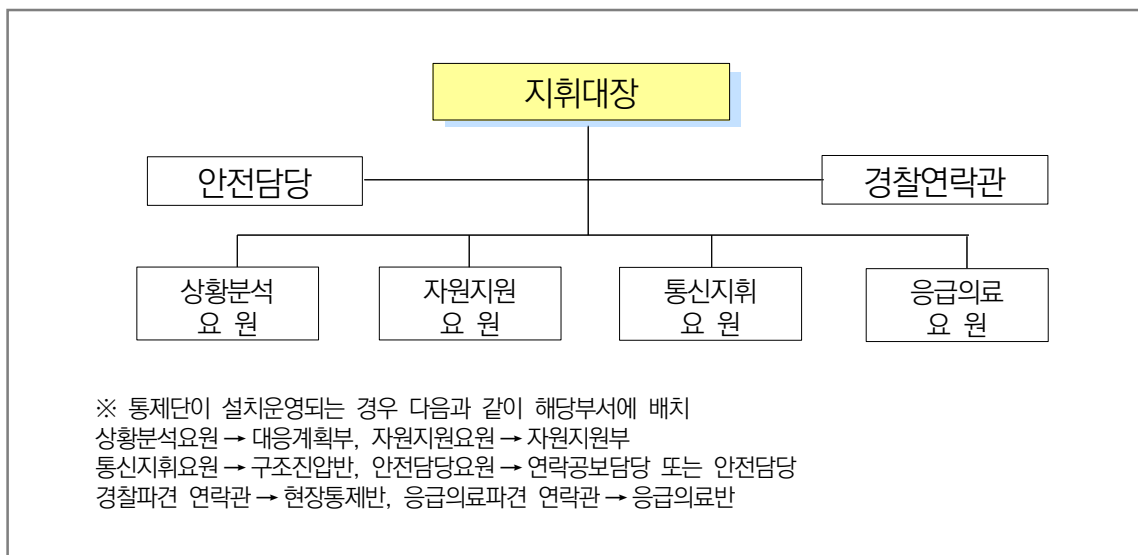 지휘대장
안전담당
경찰연락관
상황분석
요 원
자원지원
요 원
통신지휘
요 원
응급의료
요 원
※ 통제단이 설치운영되는 경우 다음과 같이 해당부서에 배치
상황분석요원 → 대응계획부, 자원지원요원 → 자원지원부
통신지휘요원 → 구조진압반, 안전담당요원 → 연락공보담당 또는 안전담당
경찰파견 연락관 → 현장통제반, 응급의료파견 연락관 → 응급의료반